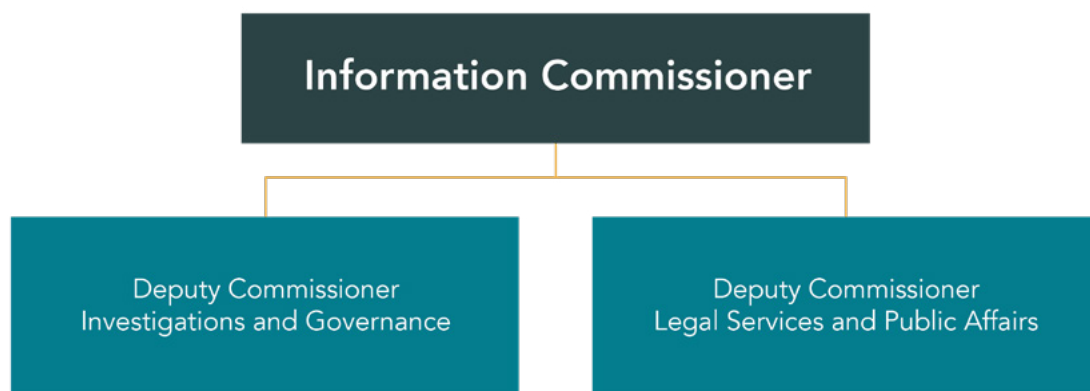 Information Commissioner
Deputy Commissioner
Investigations and Governance
Deputy Commissioner
Legal Services and Public Affairs